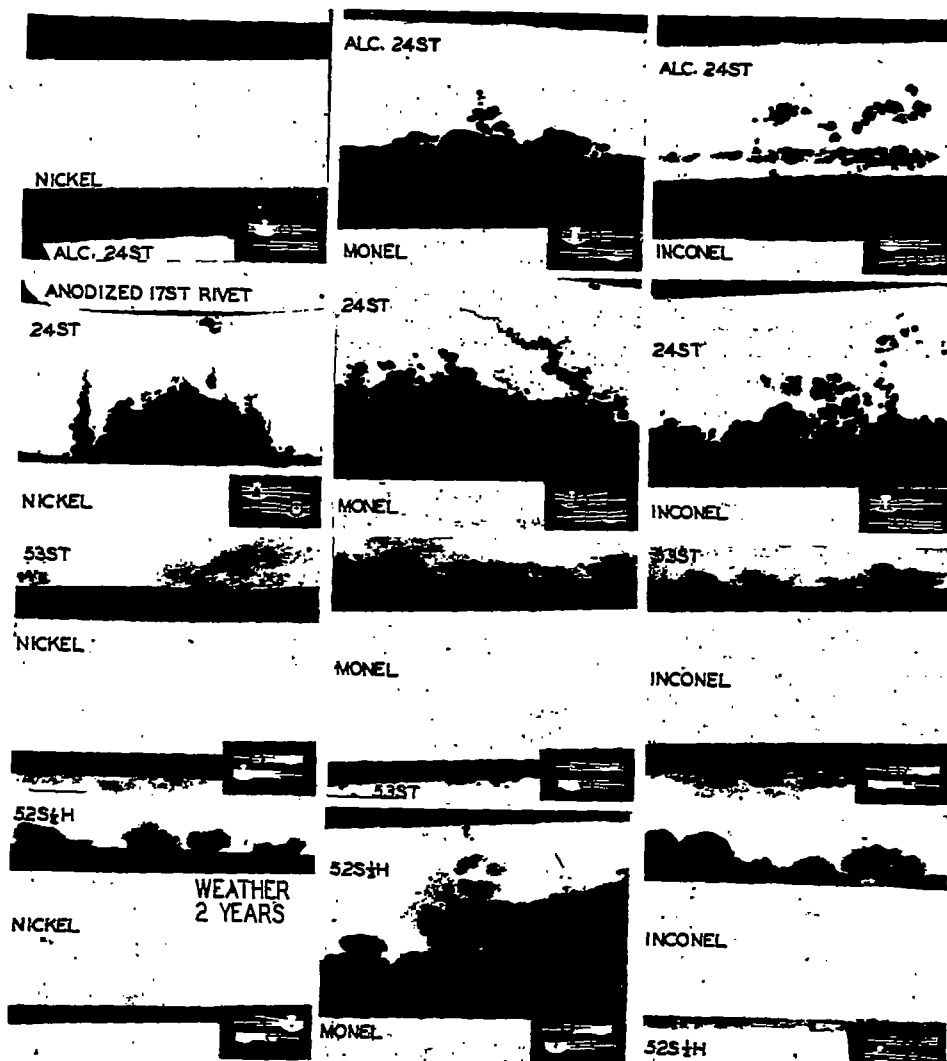 ALC. 24ST
ALC. 24ST
NICKEL
ALC. 24ST
MONEL
INCONEL
ANODIZED 17ST RIVET
24ST
24ST
24ST
NICKEL
MONEL
INCONEL
53ST
53ST
NICKEL
MONEL
INCONEL
53ST
52S½H
52S½H
WEATHER
2 YEARS
NICKEL
INCONEL
MONEL
52S½H